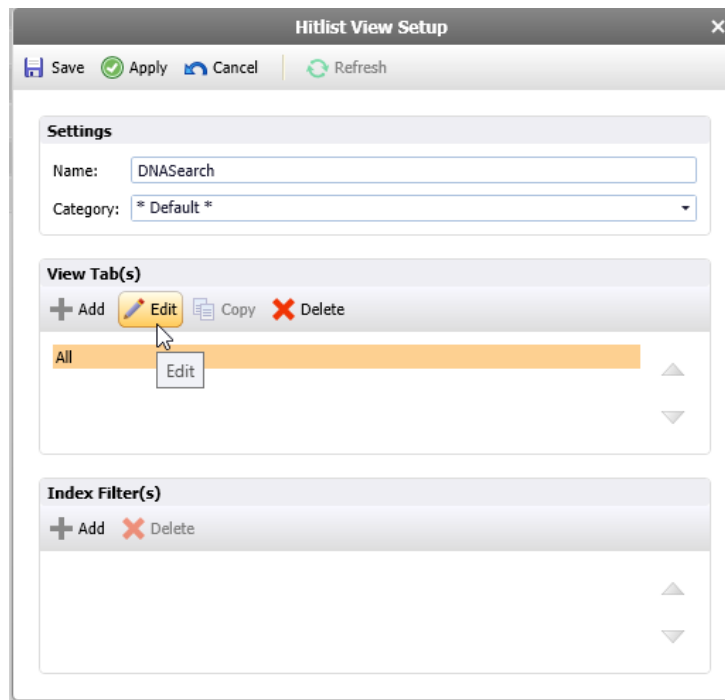 Hitlist View Setup
Save Apply Cancel Refresh
Settings
Name: DNASearch
Category: * Default *
View Tab(s)
Add Edit Copy Delete
All
Edit
Index Filter(s)
Add Delete